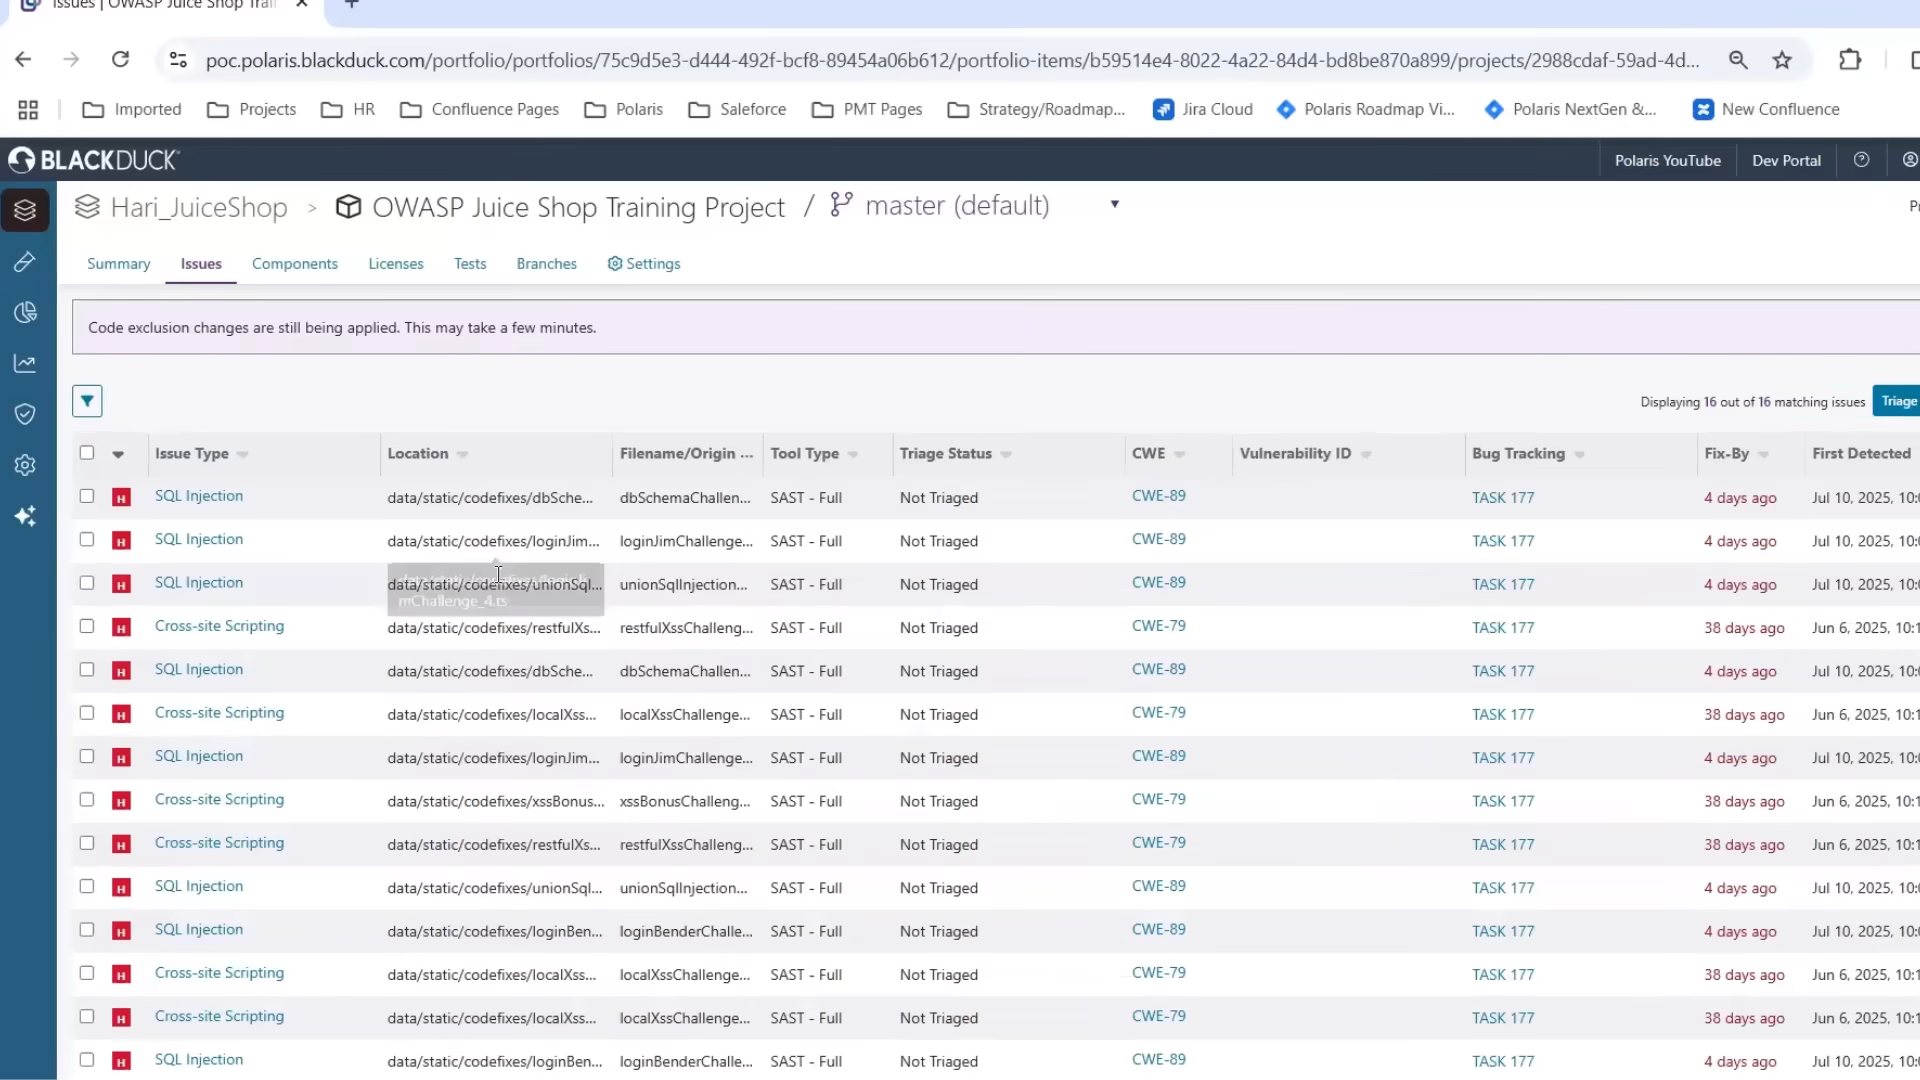 Issues | OWASP Juice Shop Trai
poc.polaris.blackduck.com/portfolio/portfolios/75c9d5e3-d444-492f-bcf8-89454a06b612/portfolio-items/b59514e4-8022-4a22-84d4-bd8be870a899/projects/2988cdaf-59ad-4d...
Imported Projects HR Confluence Pages Polaris Saleforce PMT Pages Strategy/Roadmap... Jira Cloud Polaris Roadmap Vi... Polaris NextGen &... New Confluence
BLACKDUCK Polaris YouTube Dev Portal
Hari_JuiceShop > OWASP Juice Shop Training Project / master (default)
Summary Issues Components Licenses Tests Branches Settings
Code exclusion changes are still being applied. This may take a few minutes.
Displaying 16 out of 16 matching issues Triage
Issue Type Location Filename/Origin ... Tool Type Triage Status CWE Vulnerability ID Bug Tracking Fix-By First Detected
H SQL Injection data/static/codefixes/dbSche... dbSchemaChallen... SAST - Full Not Triaged CWE-89 TASK 177 4 days ago Jul 10, 2025, 10:
H SQL Injection data/static/codefixes/loginJim... loginJimChallenge... SAST - Full Not Triaged CWE-89 TASK 177 4 days ago Jul 10, 2025, 10:
H SQL Injection data/static/codefixes/unionSql... unionSqlInjection... SAST - Full Not Triaged CWE-89 TASK 177 4 days ago Jul 10, 2025, 10:
mChallenge_4.ts
H Cross-site Scripting data/static/codefixes/restfulXs... restfulXssChalleng... SAST - Full Not Triaged CWE-79 TASK 177 38 days ago Jun 6, 2025, 10:1
H SQL Injection data/static/codefixes/dbSche... dbSchemaChallen... SAST - Full Not Triaged CWE-89 TASK 177 4 days ago Jul 10, 2025, 10:
H Cross-site Scripting data/static/codefixes/localXss... localXssChallenge... SAST - Full Not Triaged CWE-79 TASK 177 38 days ago Jun 6, 2025, 10:1
H SQL Injection data/static/codefixes/loginJim... loginJimChallenge... SAST - Full Not Triaged CWE-89 TASK 177 4 days ago Jul 10, 2025, 10:
H Cross-site Scripting data/static/codefixes/xssBonus... xssBonusChalleng... SAST - Full Not Triaged CWE-79 TASK 177 38 days ago Jun 6, 2025, 10:1
H Cross-site Scripting data/static/codefixes/restfulXs... restfulXssChalleng... SAST - Full Not Triaged CWE-79 TASK 177 38 days ago Jun 6, 2025, 10:1
H SQL Injection data/static/codefixes/unionSql... unionSqlInjection... SAST - Full Not Triaged CWE-89 TASK 177 4 days ago Jul 10, 2025, 10:
H SQL Injection data/static/codefixes/loginBen... loginBenderChalle... SAST - Full Not Triaged CWE-89 TASK 177 4 days ago Jul 10, 2025, 10:
H Cross-site Scripting data/static/codefixes/localXss... localXssChallenge... SAST - Full Not Triaged CWE-79 TASK 177 38 days ago Jun 6, 2025, 10:1
H Cross-site Scripting data/static/codefixes/localXss... localXssChallenge... SAST - Full Not Triaged CWE-79 TASK 177 38 days ago Jun 6, 2025, 10:1
H SQL Injection data/static/codefixes/loginBen... loginBenderChalle... SAST - Full Not Triaged CWE-89 TASK 177 4 days ago Jul 10, 2025, 10: